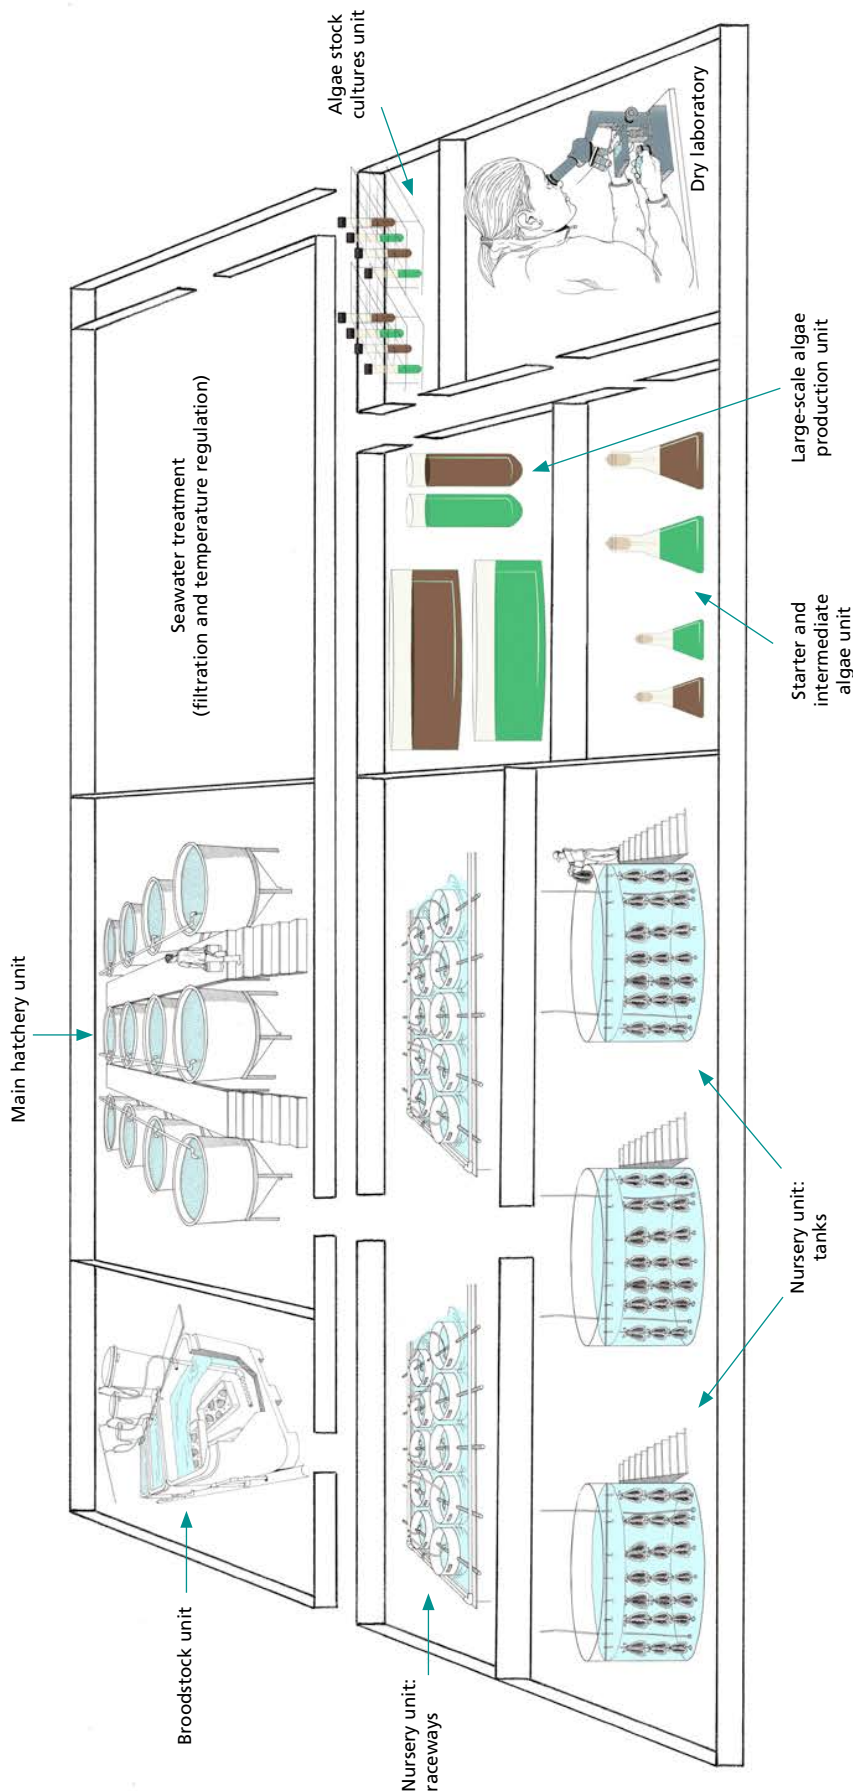 Main hatchery unit
Seawater treatment
(filtration and temperature regulation)
Algae stock
cultures unit
Broodstock unit
Dry laboratory
Nursery unit:
raceways
Nursery unit:
tanks
Starter and
intermediate
algae unit
Large-scale algae
production unit